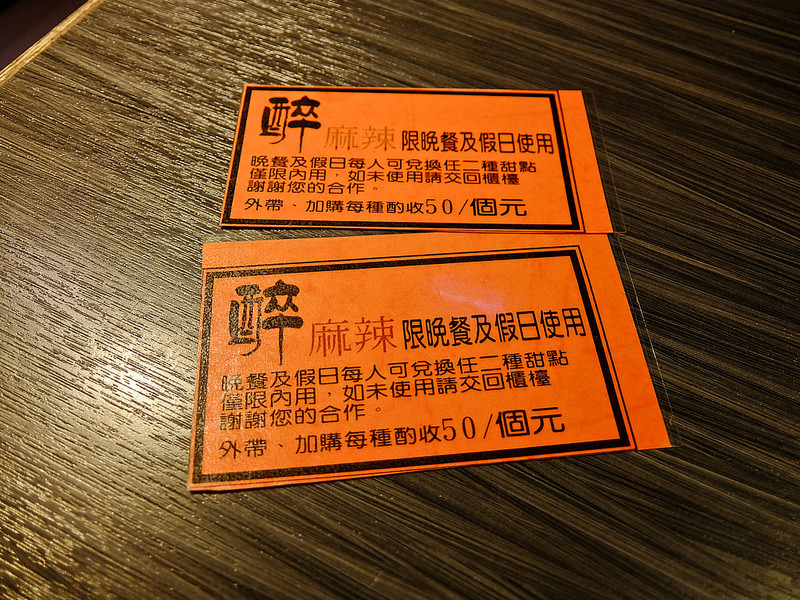 醉 麻辣 限晚餐及假日使用
晚餐及假日每人可兌換任二種甜點
僅限內用，如未使用請交回櫃檯
謝謝您的合作。
外帶、加購每種酌收50/個元
醉 麻辣 限晚餐及假日使用
晚餐及假日每人可兌換任二種甜點
僅限內用，如未使用請交回櫃檯
謝謝您的合作。
外帶、加購每種酌收50/個元